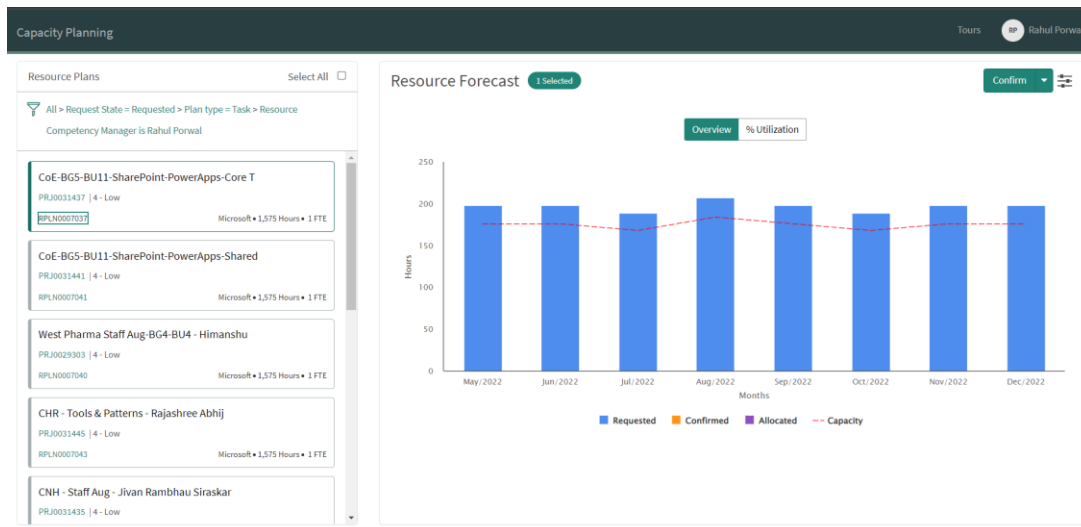 Capacity Planning
Tours
RP
Rahul Porwa
Resource Plans
Select All
All > Request State = Requested > Plan type = Task > Resource
Competency Manager is Rahul Porwal
CoE-BG5-BU11-SharePoint-PowerApps-Core T
PRJ0031437 | 4 - Low
RPLN0007037
Microsoft • 1,575 Hours • 1 FTE
CoE-BG5-BU11-SharePoint-PowerApps-Shared
PRJ0031441 | 4 - Low
RPLN0007041
Microsoft • 1,575 Hours • 1 FTE
West Pharma Staff Aug-BG4-BU4 - Himanshu
PRJ0029303 | 4 - Low
RPLN0007040
Microsoft • 1,575 Hours • 1 FTE
CHR - Tools & Patterns - Rajashree Abhij
PRJ0031445 | 4 - Low
RPLN0007043
Microsoft • 1,575 Hours • 1 FTE
CNH - Staff Aug - Jivan Rambhau Siraskar
PRJ0031435 | 4 - Low
Resource Forecast
1 Selected
Confirm
Overview
% Utilization
250
200
150
100
50
0
Hours
May/2022
Jun/2022
Jul/2022
Aug/2022
Sep/2022
Oct/2022
Nov/2022
Dec/2022
Months
Requested
Confirmed
Allocated
Capacity